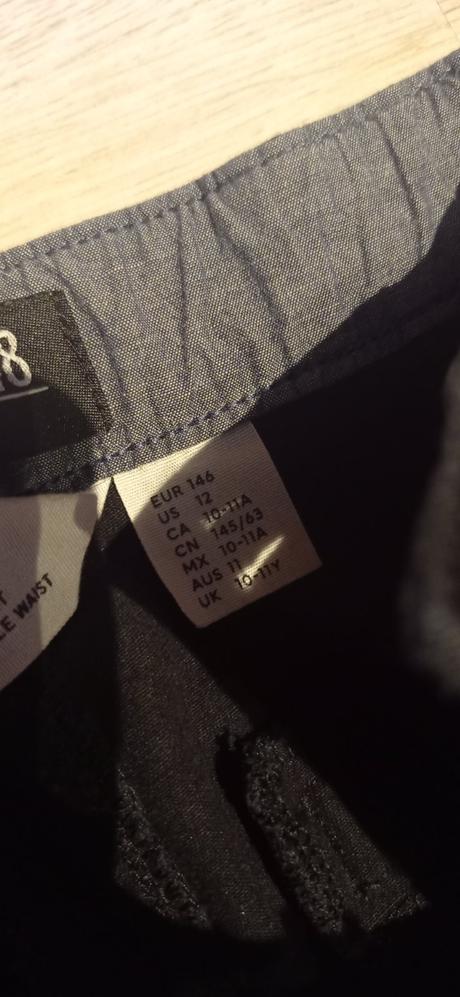 8
EUR 146
US 12
CA 10-11A
CN 145/63
MX 10-11A
AUS 11
UK 10-11Y
T
LE WAIST